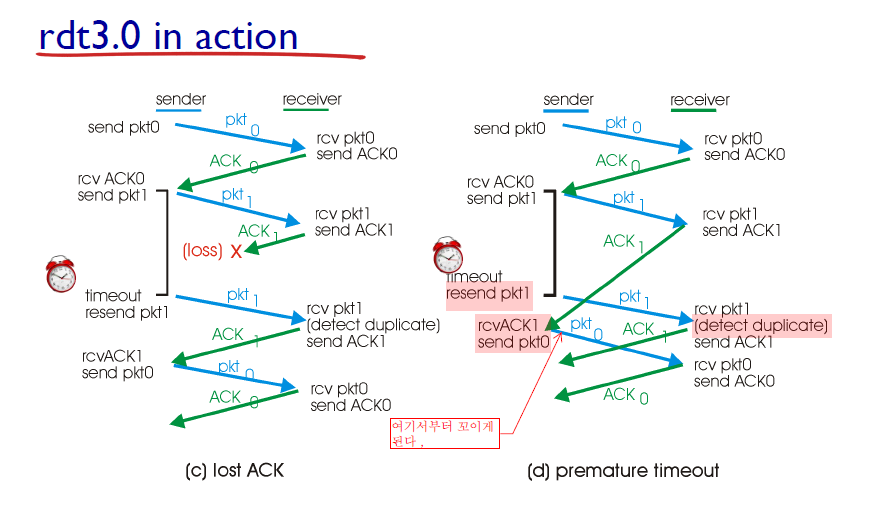 rdt3.0 in action
sender
receiver
send pkt0
pkt 0
rcv pkt0
send ACK0
ACK 0
rcv ACK0
send pkt1
pkt 1
rcv pkt1
send ACK1
ACK 1
(loss) X
timeout
resend pkt1
pkt 1
rcv pkt1
(detect duplicate)
send ACK1
ACK 1
rcvACK1
send pkt0
pkt 0
rcv pkt0
send ACK0
ACK 0
(c) lost ACK
sender
receiver
send pkt0
pkt 0
rcv pkt0
send ACK0
ACK 0
rcv ACK0
send pkt1
pkt 1
rcv pkt1
send ACK1
ACK 1
timeout
resend pkt1
pkt 1
rcv pkt1
(detect duplicate)
send ACK1
rcvACK1
send pkt0
pkt 0
ACK 1
rcv pkt0
send ACK0
ACK 0
여기서부터 꼬이게
된다 .
(d) premature timeout